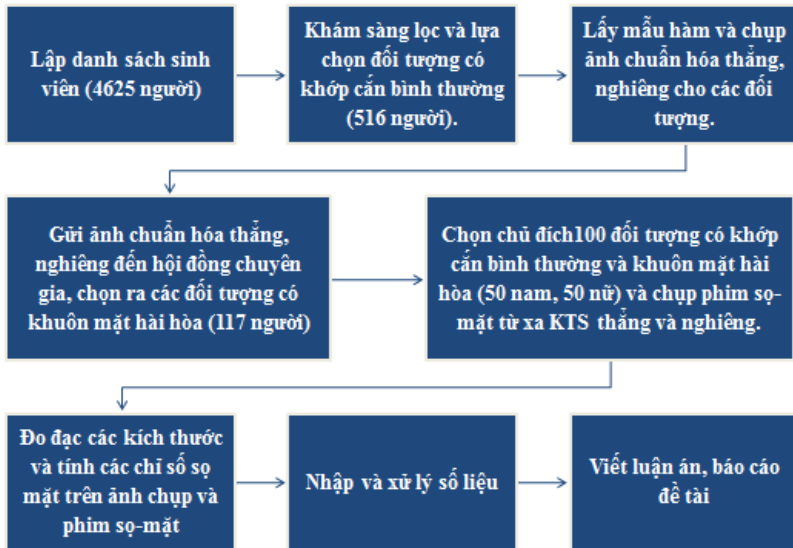 Lập danh sách sinh
viên (4625 người)
Khám sàng lọc và lựa
chọn đối tượng có
khớp cắn bình thường
(516 người).
Lấy mẫu hàm và chụp
ảnh chuẩn hóa thẳng,
nghiêng cho các đối
tượng.
Gửi ảnh chuẩn hóa thẳng,
nghiêng đến hội đồng chuyên
gia, chọn ra các đối tượng có
khuôn mặt hài hòa (117 người)
Chọn chủ đích100 đối tượng có khớp
cắn bình thường và khuôn mặt hài
hòa (50 nam, 50 nữ) và chụp phim sọ-
mặt từ xa KTS thẳng và nghiêng.
Đo đạc các kích thước
và tính các chỉ số sọ
mặt trên ảnh chụp và
phim sọ-mặt
Nhập và xử lý số liệu
Viết luận án, báo cáo
đề tài